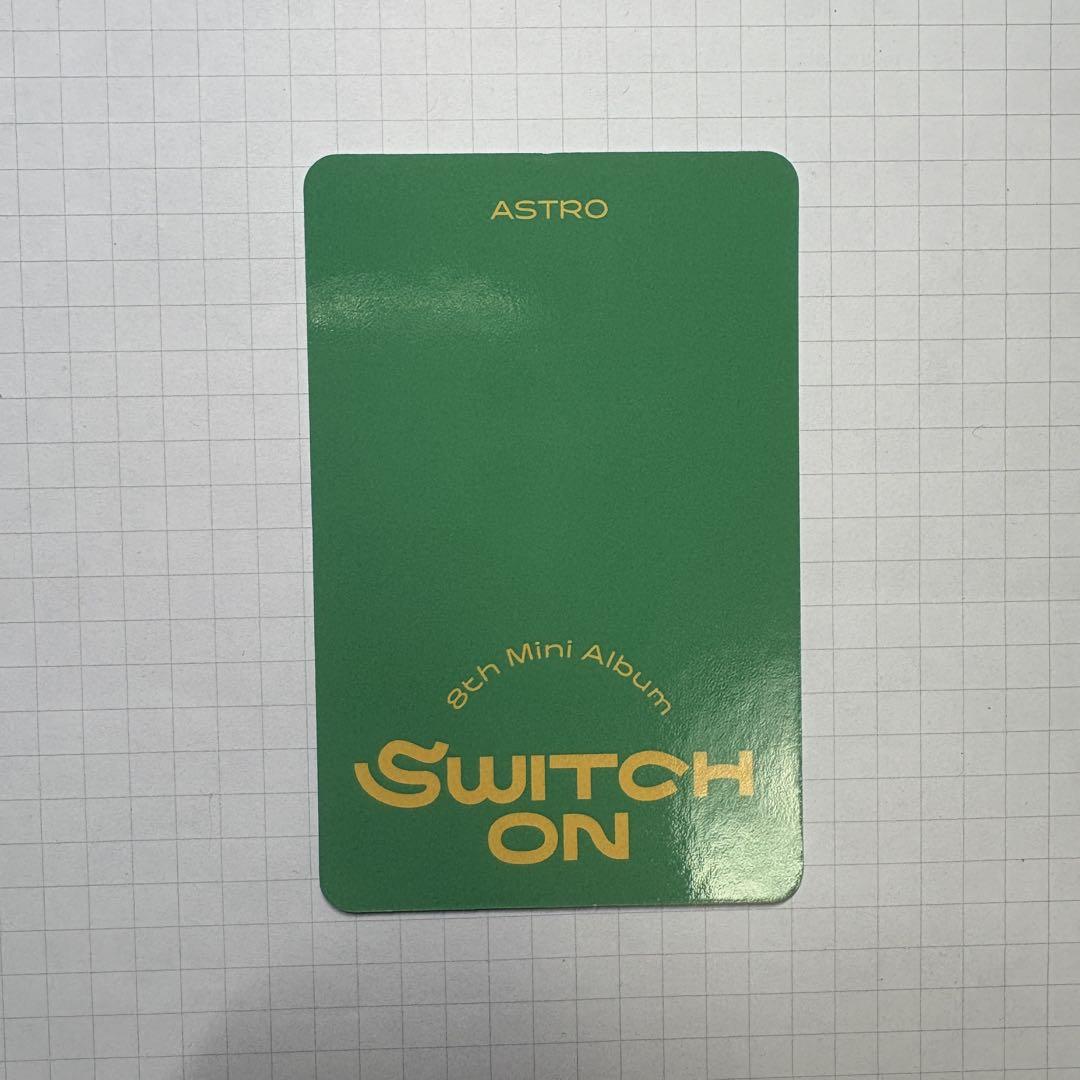 ASTRO
8th Mini Album
SWITCH
ON